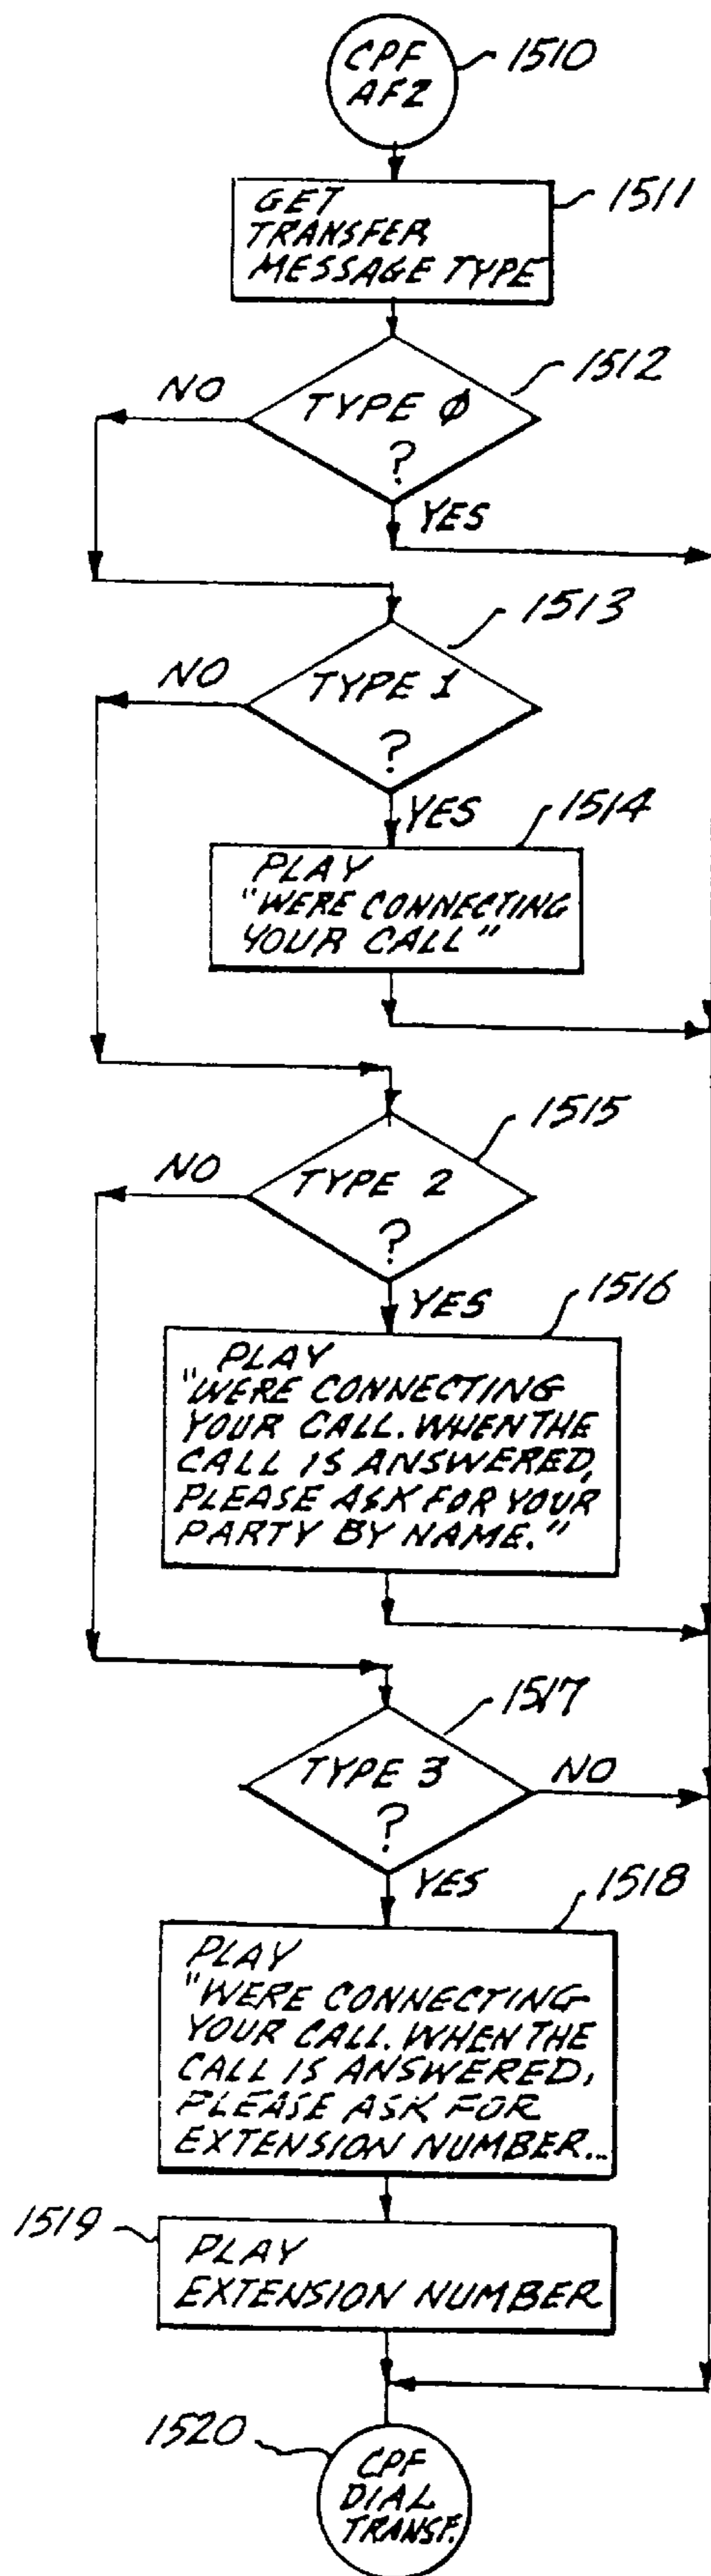 CPF
AF2
1510
GET
TRANSFER
MESSAGE TYPE
1511
TYPE Ø
?
1512
NO
YES
TYPE 1
?
1513
NO
YES
1514
PLAY
"WERE CONNECTING
YOUR CALL"
TYPE 2
?
1515
NO
YES
1516
PLAY
"WERE CONNECTING
YOUR CALL. WHEN THE
CALL IS ANSWERED,
PLEASE ASK FOR YOUR
PARTY BY NAME."
1517
TYPE 3
?
NO
YES
1518
PLAY
"WERE CONNECTING
YOUR CALL. WHEN THE
CALL IS ANSWERED,
PLEASE ASK FOR
EXTENSION NUMBER...
1519
PLAY
EXTENSION NUMBER
1520
CPF
DIAL
TRANSF.